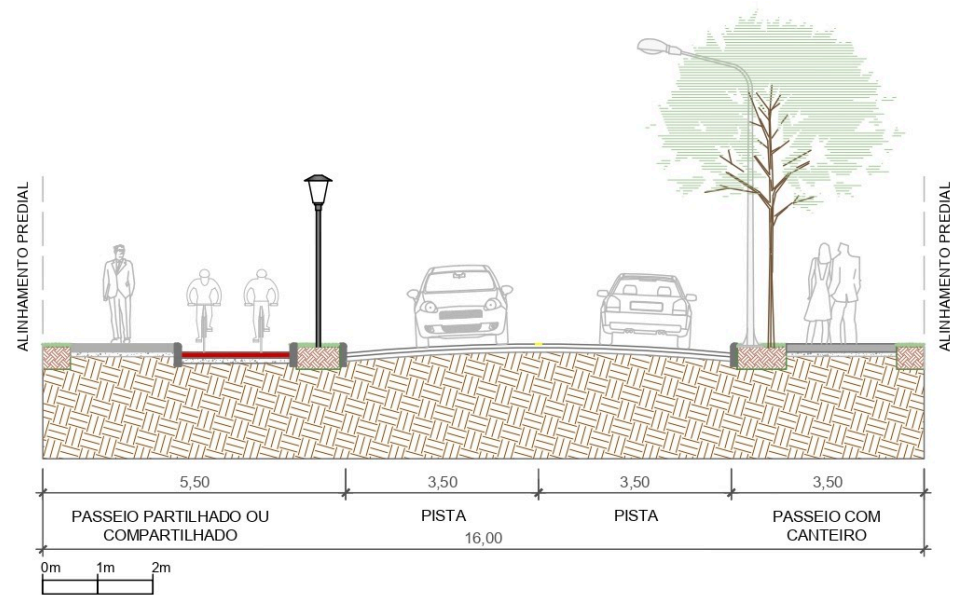 ALINHAMENTO PREDIAL
ALINHAMENTO PREDIAL
5,50
3,50
3,50
3,50
PASSEIO PARTILHADO OU
COMPARTILHADO
PISTA
PISTA
PASSEIO COM
CANTEIRO
16,00
0m
1m
2m